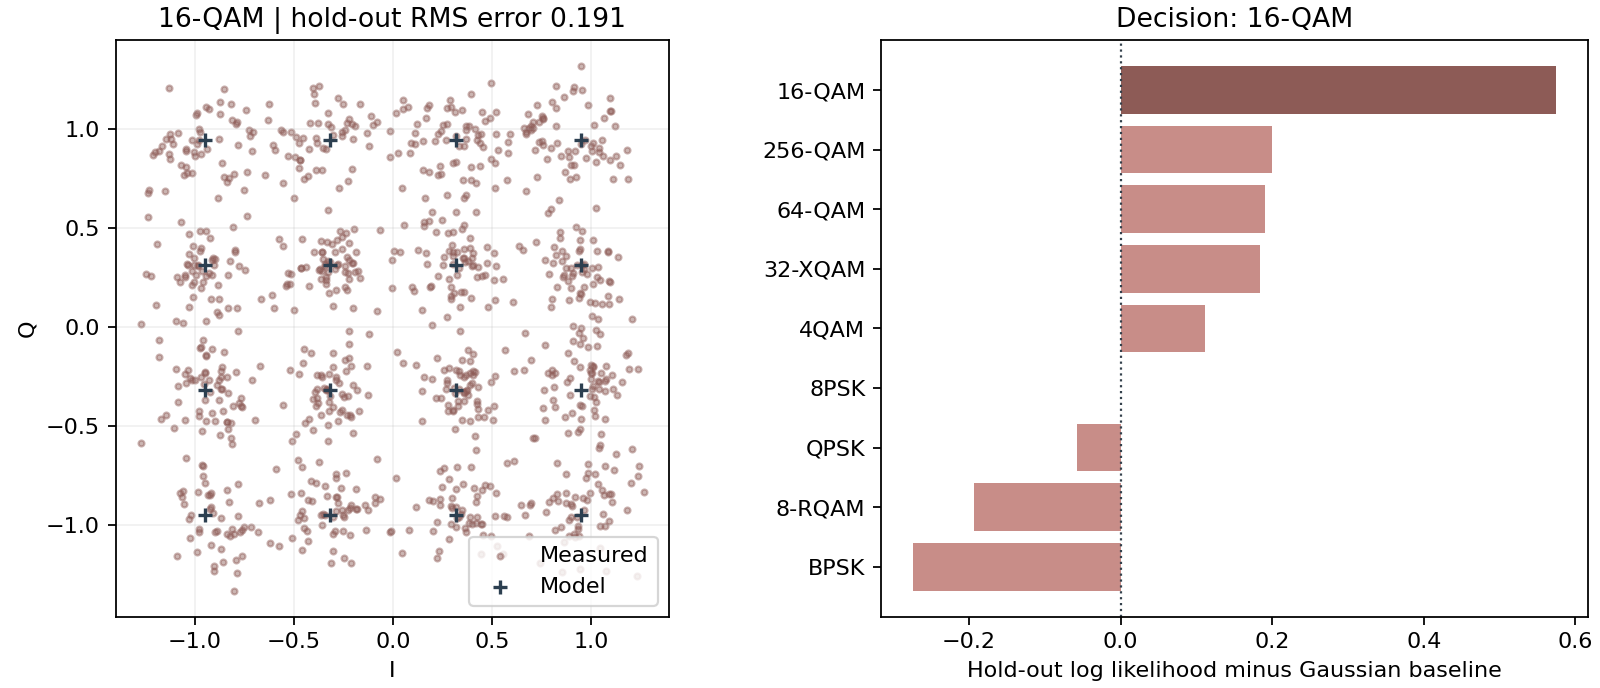 16-QAM | hold-out RMS error 0.191
1.0
0.5
0.0
−0.5
−1.0
Q
−1.0
−0.5
0.0
0.5
1.0
I
Measured
Model
Decision: 16-QAM
16-QAM
256-QAM
64-QAM
32-XQAM
4QAM
8PSK
QPSK
8-RQAM
BPSK
−0.2
0.0
0.2
0.4
0.6
Hold-out log likelihood minus Gaussian baseline